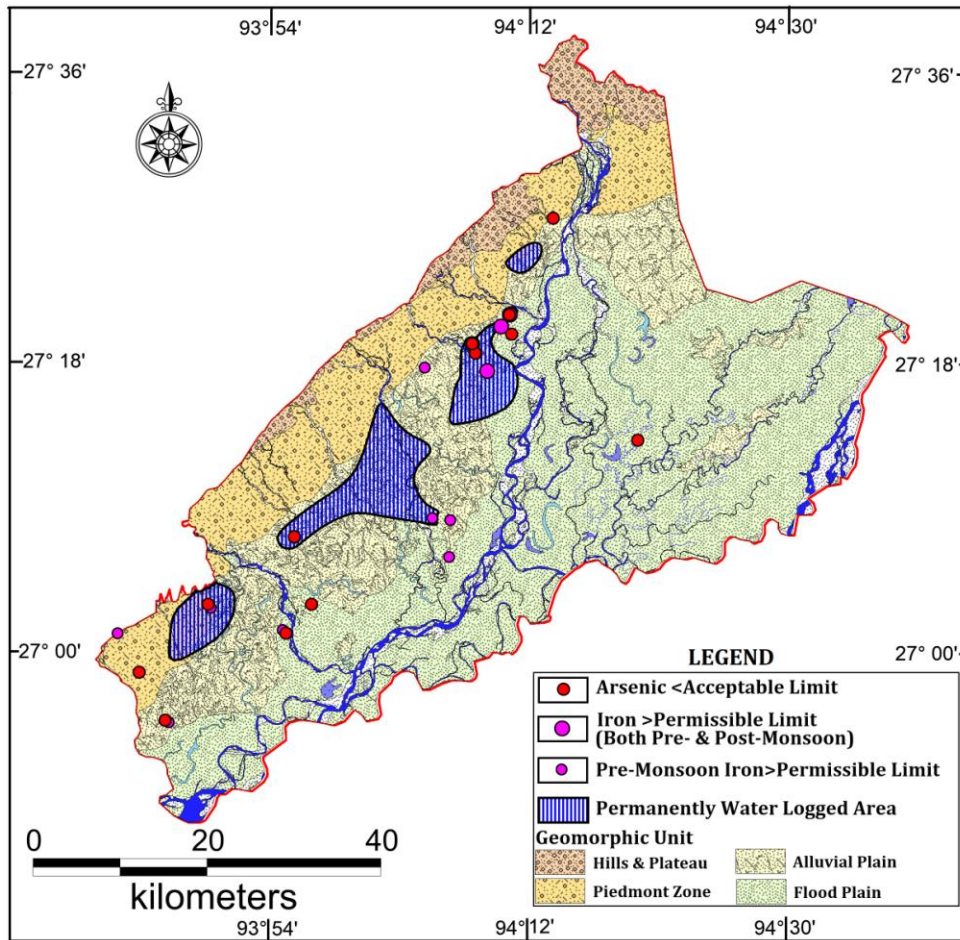 93°54' 94°12' 94°30'
27° 36' 27° 36'
27° 18' 27° 18'
27° 00' 27° 00'
LEGEND
Arsenic <Acceptable Limit
Iron >Permissible Limit
(Both Pre- & Post-Monsoon)
Pre-Monsoon Iron>Permissible Limit
Permanently Water Logged Area
Geomorphic Unit
Hills & Plateau Alluvial Plain
Piedmont Zone Flood Plain
0 20 40
kilometers
93°54' 94°12' 94°30'